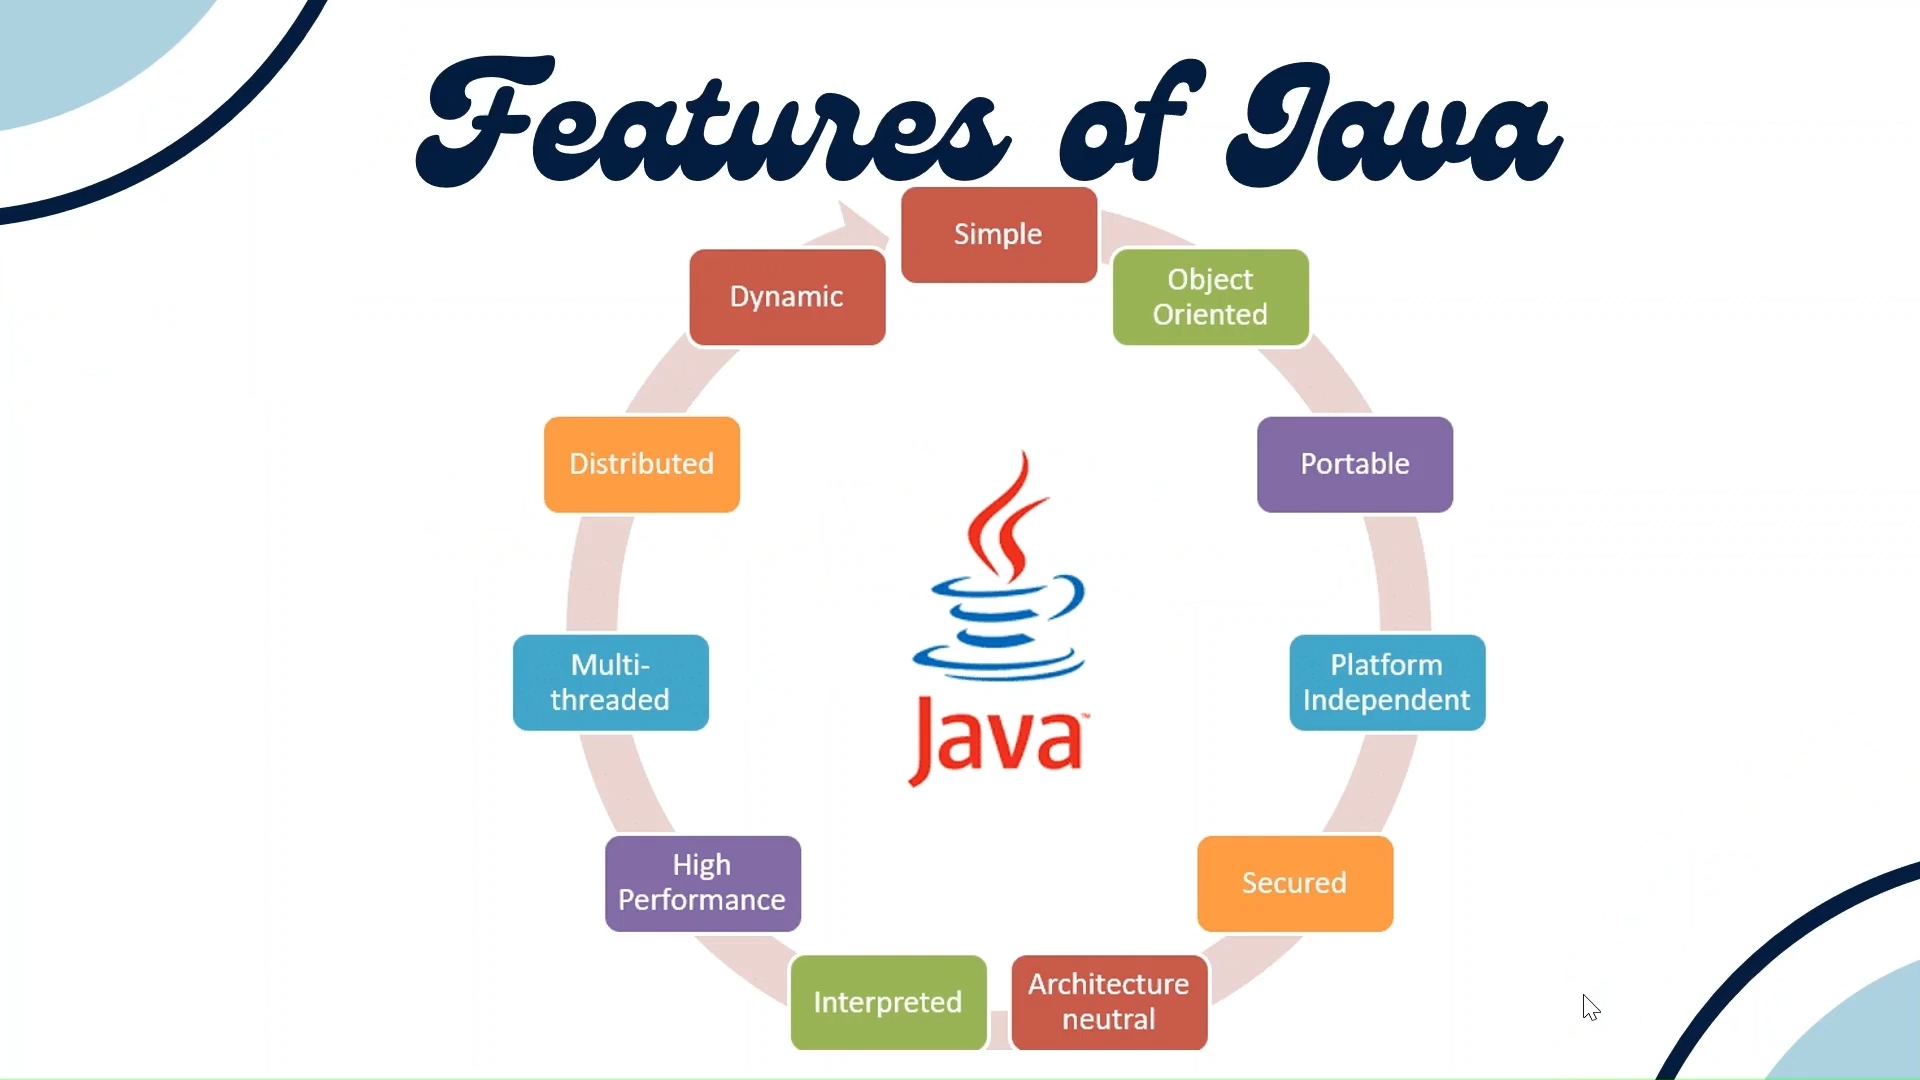 Features of Java
Simple
Object
Oriented
Portable
Platform
Independent
Secured
Architecture
neutral
Interpreted
High
Performance
Multi-
threaded
Distributed
Dynamic
Java™